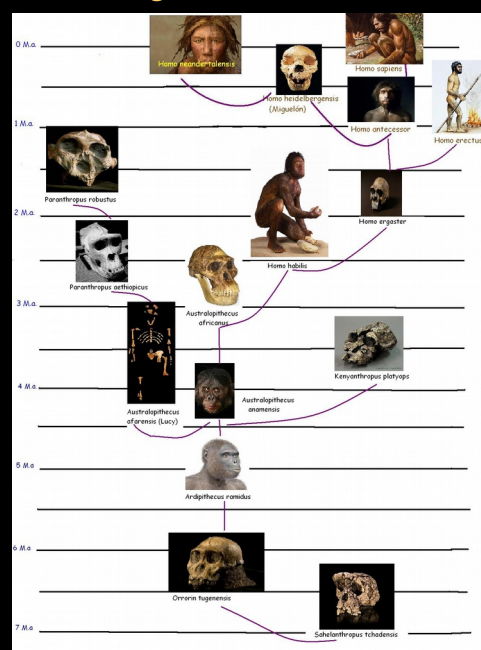 0 M.a.
Homo neandertalensis
Homo sapiens
Homo heidelbergensis
(Miguelón)
1 M.a.
Homo antecessor
Homo erectus
Paranthropus robustus
2 M.a.
Homo ergaster
Homo habilis
Paranthropus aethiopicus
3 M.a.
Australopithecus
africanus
Kenyanthropus platyops
4 M.a.
Australopithecus
anamensis
Australopithecus
afarensis (Lucy)
5 M.a
Ardipithecus ramidus
6 M.a
Orrorin tugenensis
7 M.a.
Sahelanthropus tchadensis